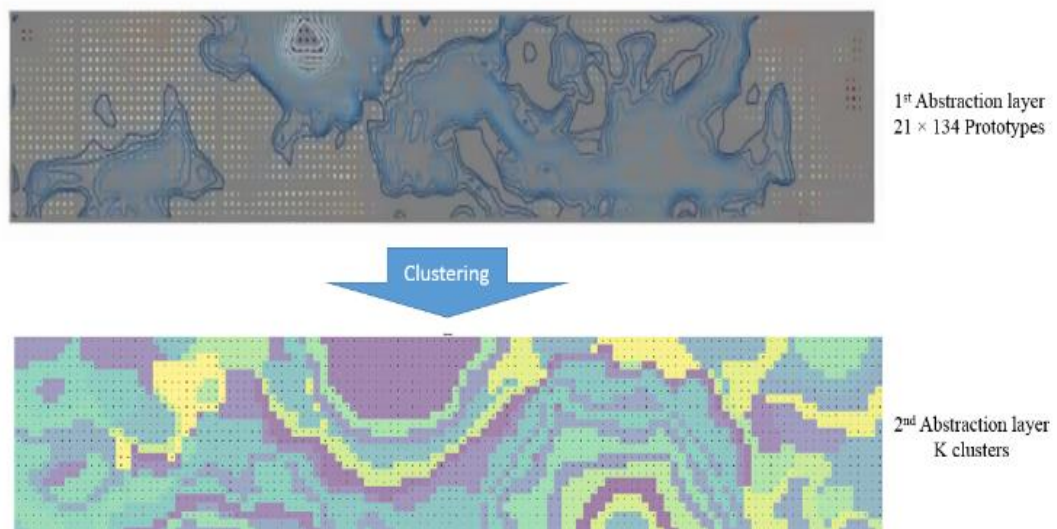 1st Abstraction layer
21 × 134 Prototypes
Clustering
2nd Abstraction layer
K clusters